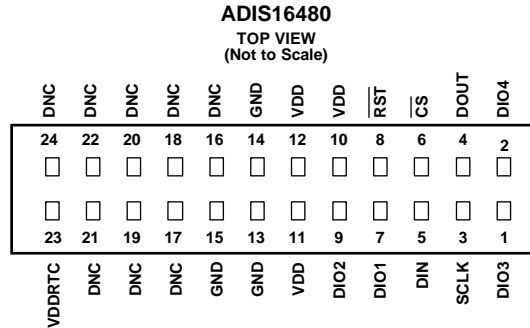 ADIS16480
TOP VIEW
(Not to Scale)
DNC DNC DNC DNC DNC GND VDD VDD RST CS DOUT DIO4
24 22 20 18 16 14 12 10 8 6 4 2
23 21 19 17 15 13 11 9 7 5 3 1
VDDRTC DNC DNC DNC GND GND VDD DIO2 DIO1 DIN SCLK DIO3